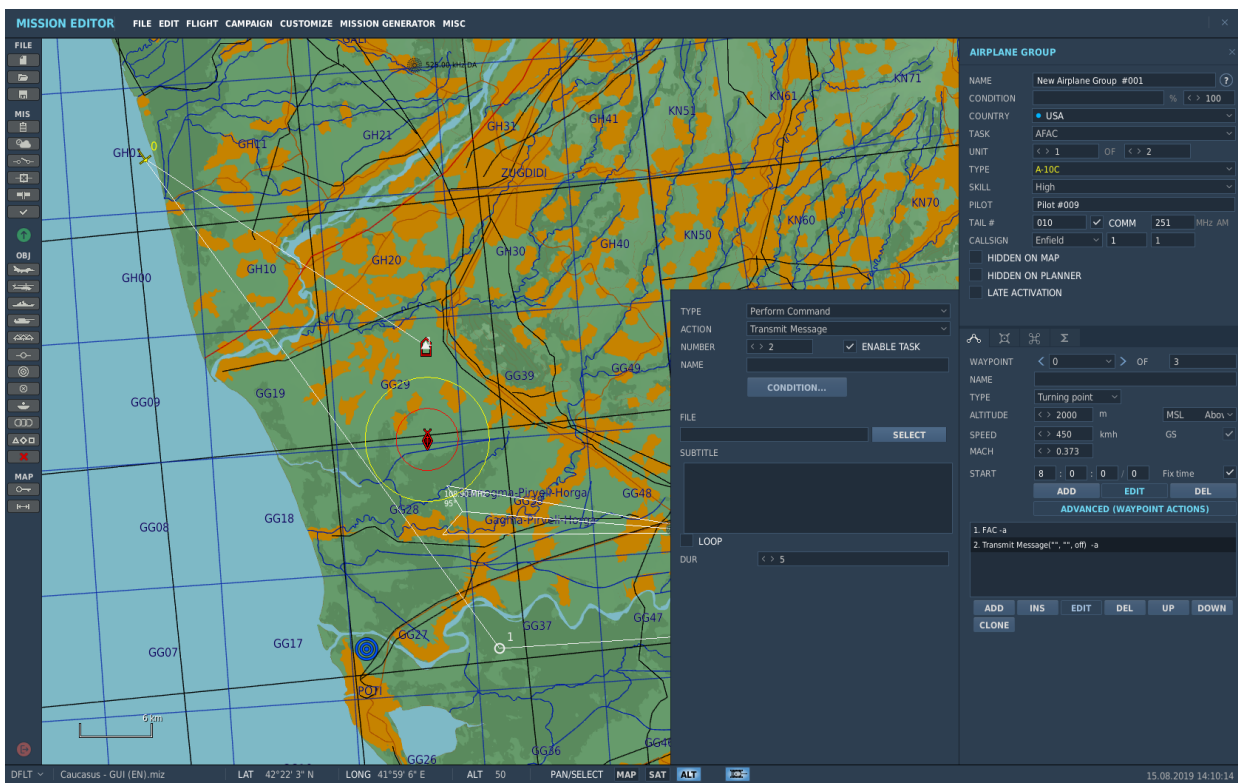 MISSION EDITOR FILE EDIT FLIGHT CAMPAIGN CUSTOMIZE MISSION GENERATOR MISC
FILE
MIS
OBJ
MAP
GH01
0
GH11
GH21
GH31
GH41
KN51
KN61
KN71
ZUGDIDI
GH00
GH10
GH20
GH30
GH40
KN50
KN60
KN70
GG09
GG19
GG29
GG39
GG49
GG08
GG18
GG28
GG48
Gagma-Pirveli-Horga
95°
GG07
GG17
GG27
GG37
GG47
1
POTI
GG26
GG36
6 km
TYPE Perform Command
ACTION Transmit Message
NUMBER < > 2 ENABLE TASK
NAME
CONDITION...
FILE
SELECT
SUBTITLE
LOOP
DUR < > 5
AIRPLANE GROUP
NAME New Airplane Group #001 ?
CONDITION % < > 100
COUNTRY USA
TASK AFAC
UNIT < > 1 OF < > 2
TYPE A-10C
SKILL High
PILOT Pilot #009
TAIL # 010 COMM 251 MHz AM
CALLSIGN Enfield 1 1
HIDDEN ON MAP
HIDDEN ON PLANNER
LATE ACTIVATION
WAYPOINT < 0 > OF 3
NAME
TYPE Turning point
ALTITUDE < > 2000 m MSL Abov
SPEED < > 450 kmh GS
MACH < > 0.373
START 8 : 0 : 0 / 0 Fix time
ADD EDIT DEL
ADVANCED (WAYPOINT ACTIONS)
1. FAC -a
2. Transmit Message("", "", off) -a
ADD INS EDIT DEL UP DOWN
CLONE
DFLT Caucasus - GUI (EN).miz LAT 42°22' 3" N LONG 41°59' 6" E ALT 50 PAN/SELECT MAP SAT ALT 15.08.2019 14:10:14